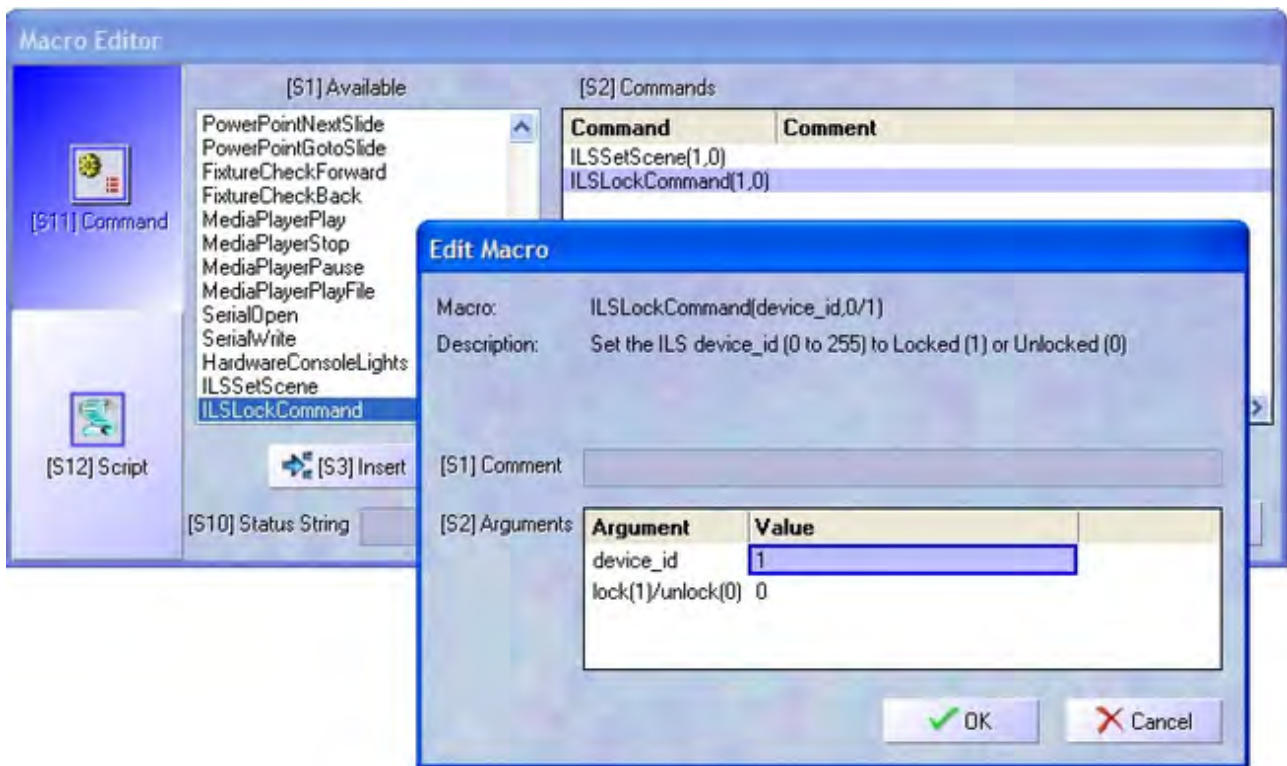 Macro Editor
[S11] Command
[S12] Script
[S1] Available
PowerPointNextSlide
PowerPointGotoSlide
FixtureCheckForward
FixtureCheckBack
MediaPlayerPlay
MediaPlayerStop
MediaPlayerPause
MediaPlayerPlayFile
SerialOpen
SerialWrite
HardwareConsoleLights
ILSSetScene
ILSLockCommand
[S3] Insert
[S10] Status String
[S2] Commands
Command Comment
ILSSetScene(1,0)
ILSLockCommand(1,0)
Edit Macro
Macro: ILSLockCommand(device_id,0/1)
Description: Set the ILS device_id (0 to 255) to Locked (1) or Unlocked (0)
[S1] Comment
[S2] Arguments
Argument Value
device_id 1
lock(1)/unlock(0) 0
OK Cancel